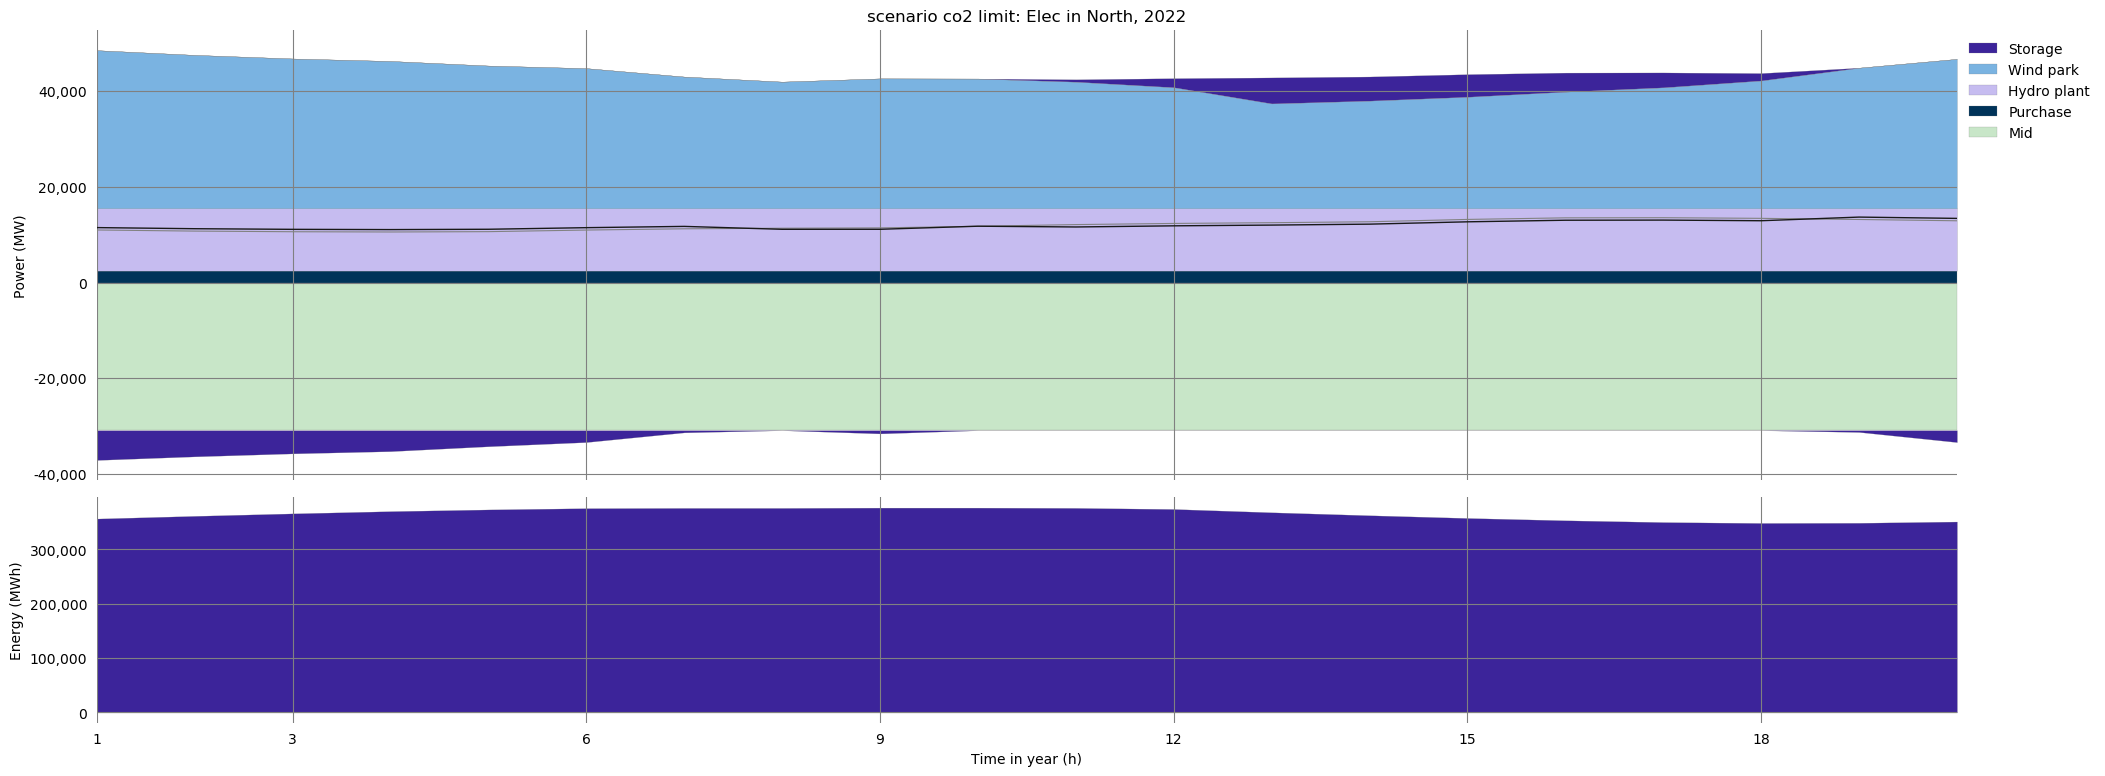 scenario co2 limit: Elec in North, 2022
Storage
Wind park
Hydro plant
Purchase
Mid
Power (MW)
40,000
20,000
0
-20,000
-40,000
Energy (MWh)
300,000
200,000
100,000
0
1 3 6 9 12 15 18
Time in year (h)